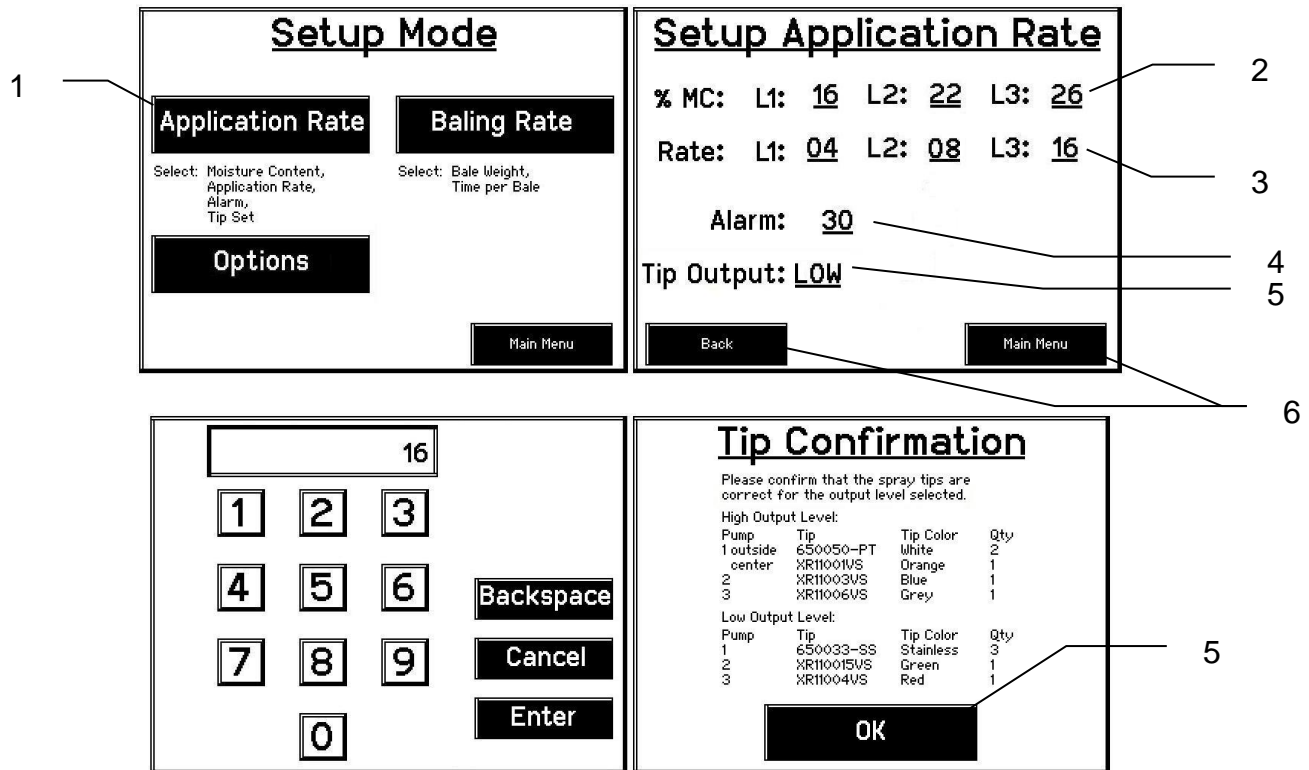 Setup Mode
1
Application Rate
Baling Rate
Select: Moisture Content,
Application Rate,
Alarm,
Tip Set
Select: Bale Weight,
Time per Bale
Options
Main Menu
Setup Application Rate
% MC: L1: 16 L2: 22 L3: 26
2
Rate: L1: 04 L2: 08 L3: 16
3
Alarm: 30
4
Tip Output: LOW
5
Back
Main Menu
6
16
1 2 3
4 5 6
Backspace
7 8 9
Cancel
Enter
0
Tip Confirmation
Please confirm that the spray tips are
correct for the output level selected.
High Output Level:
Pump Tip Tip Color Qty
1 outside 650050-PT White 2
center XR11001VS Orange 1
2 XR11003VS Blue 1
3 XR11006VS Grey 1
Low Output Level:
Pump Tip Tip Color Qty
1 650033-SS Stainless 3
2 XR110015VS Green 1
3 XR11004VS Red 1
5
OK